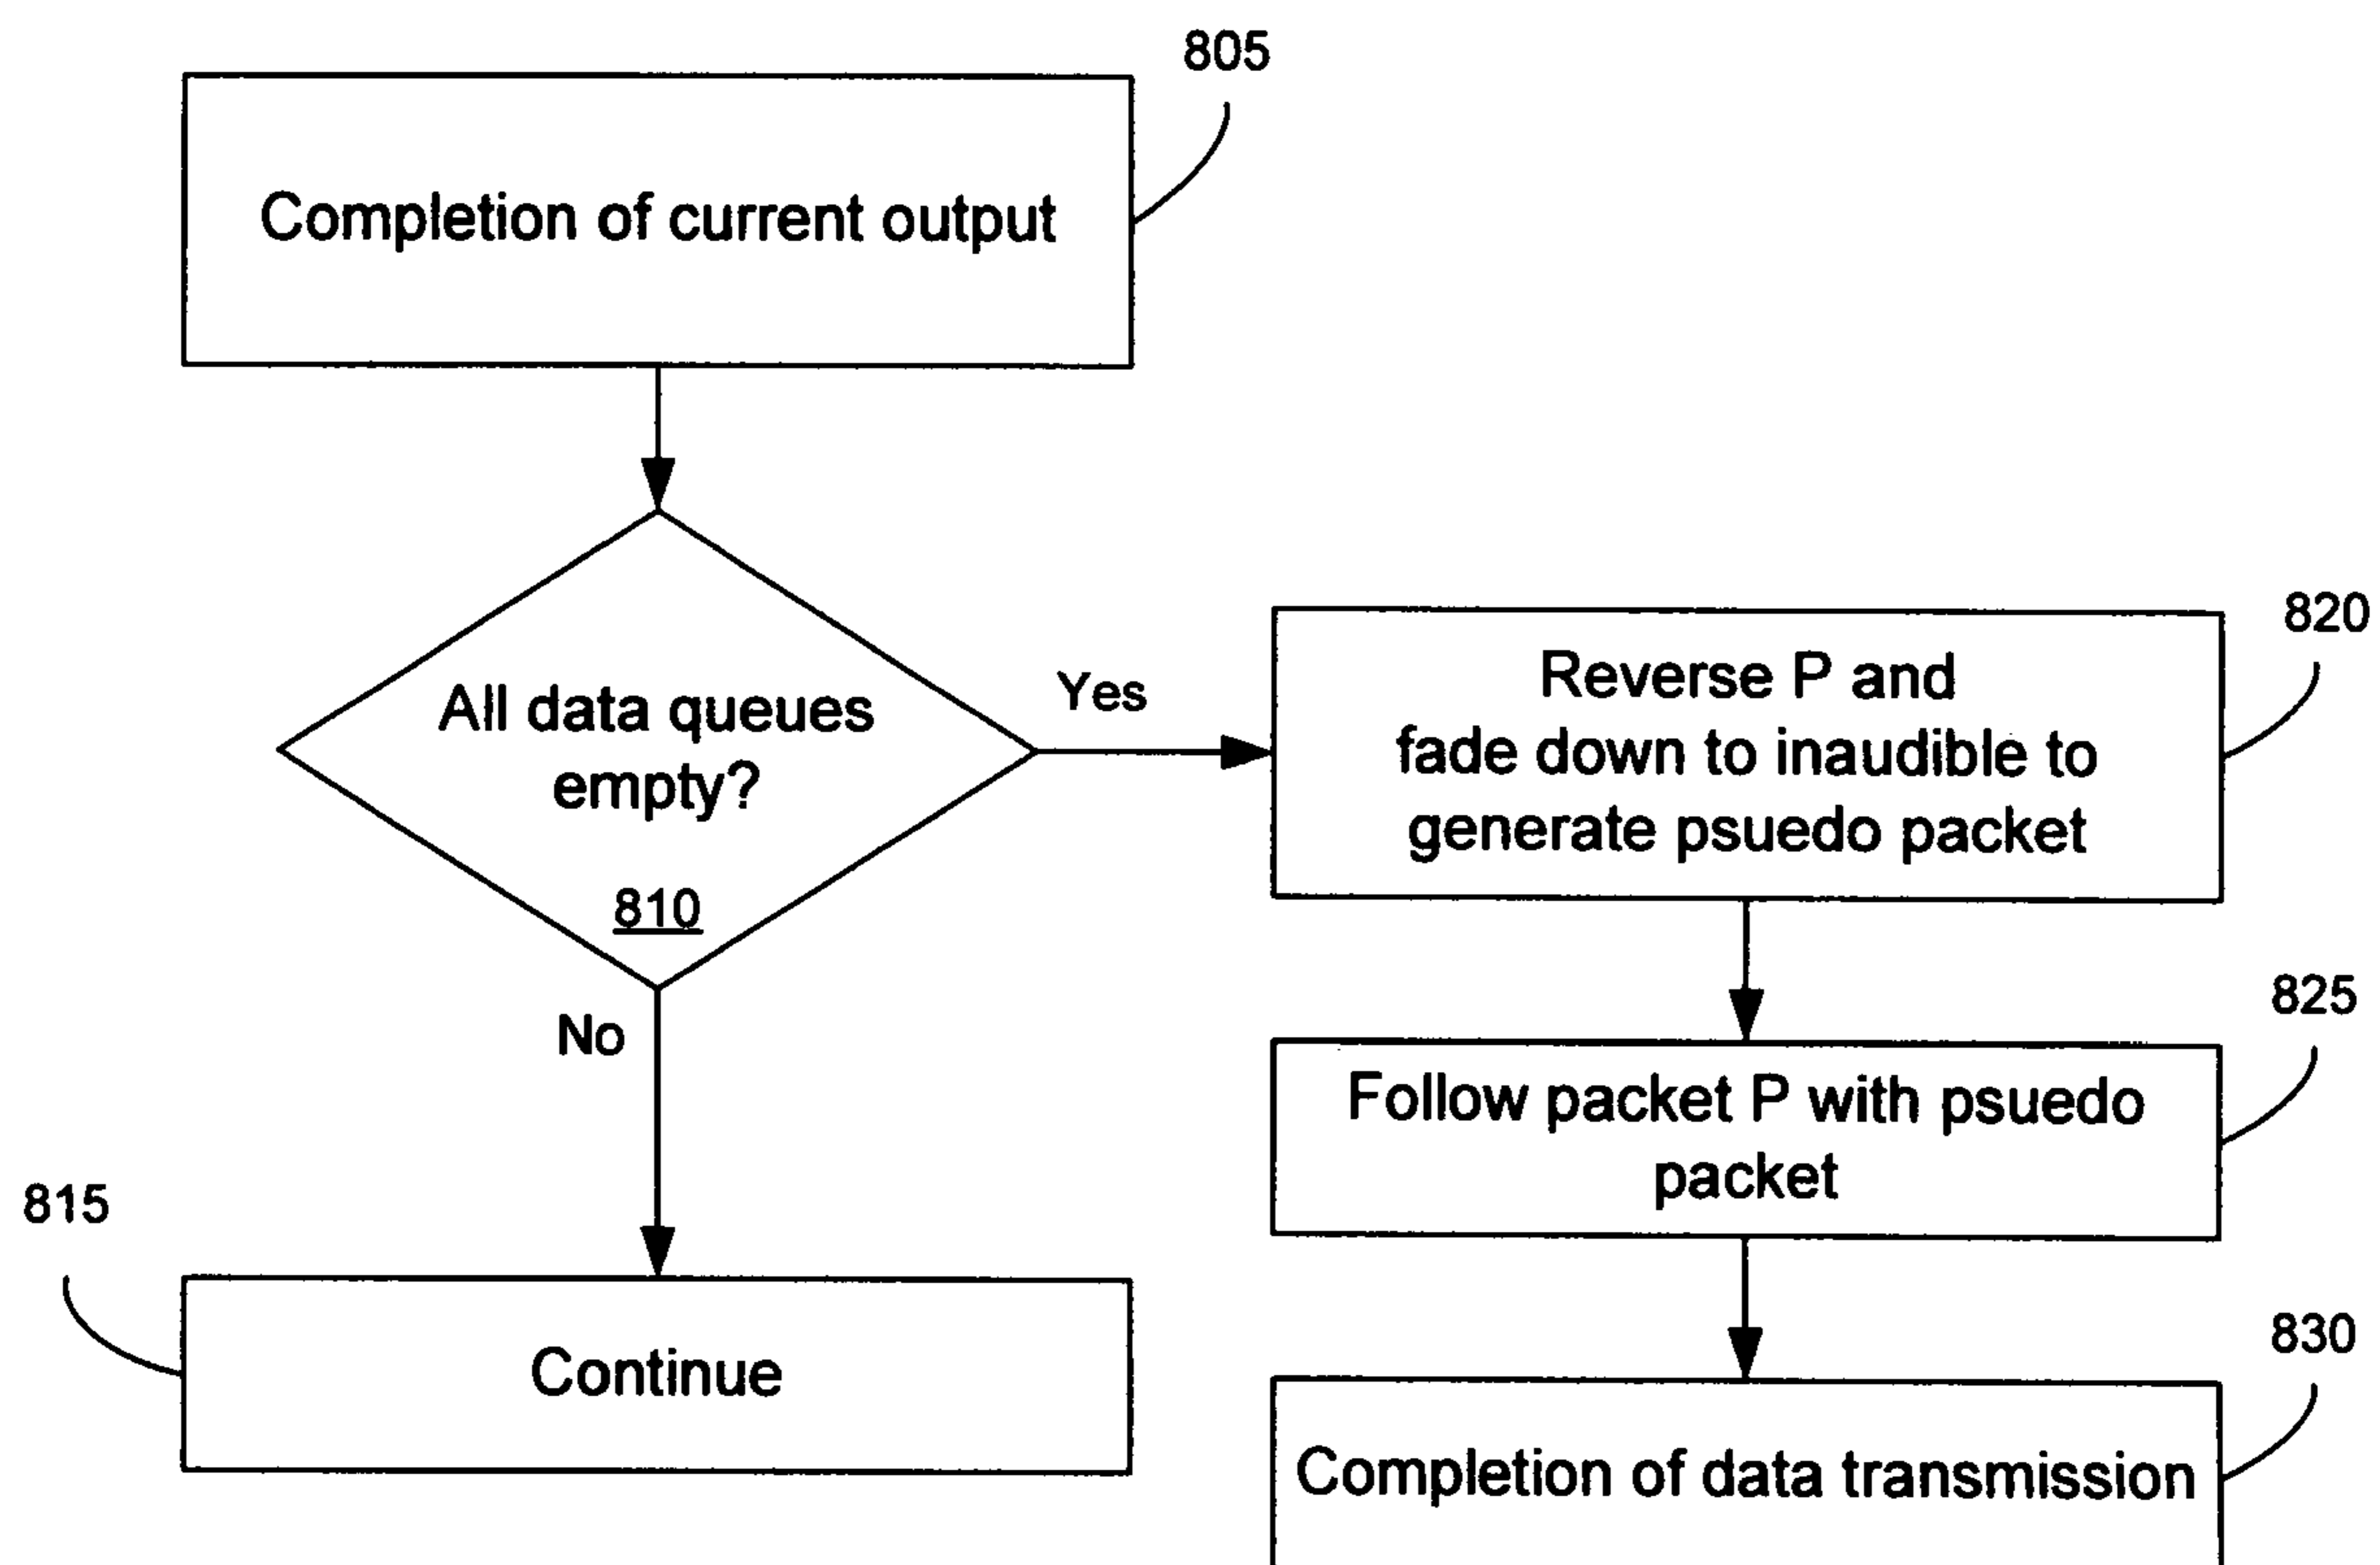 805
Completion of current output
All data queues
empty?
810
Yes
No
820
Reverse P and
fade down to inaudible to
generate psuedo packet
825
Follow packet P with psuedo
packet
815
Continue
830
Completion of data transmission